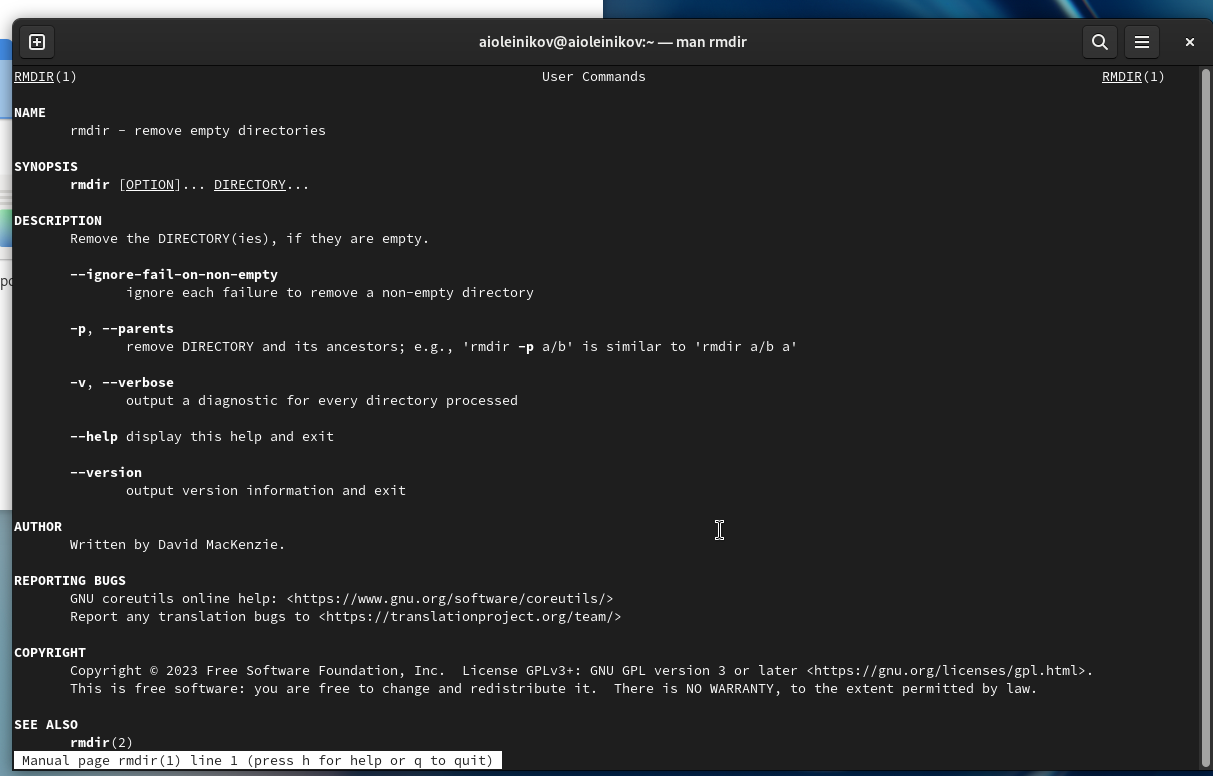 aioleinikov@aioleinikov:~ — man rmdir
RMDIR(1) User Commands RMDIR(1)
NAME
rmdir - remove empty directories
SYNOPSIS
rmdir [OPTION]... DIRECTORY...
DESCRIPTION
Remove the DIRECTORY(ies), if they are empty.
--ignore-fail-on-non-empty
ignore each failure to remove a non-empty directory
-p, --parents
remove DIRECTORY and its ancestors; e.g., 'rmdir -p a/b' is similar to 'rmdir a/b a'
-v, --verbose
output a diagnostic for every directory processed
--help display this help and exit
--version
output version information and exit
AUTHOR
Written by David MacKenzie.
REPORTING BUGS
GNU coreutils online help: <https://www.gnu.org/software/coreutils/>
Report any translation bugs to <https://translationproject.org/team/>
COPYRIGHT
Copyright © 2023 Free Software Foundation, Inc.  License GPLv3+: GNU GPL version 3 or later <https://gnu.org/licenses/gpl.html>.
This is free software: you are free to change and redistribute it.  There is NO WARRANTY, to the extent permitted by law.
SEE ALSO
rmdir(2)
Manual page rmdir(1) line 1 (press h for help or q to quit)